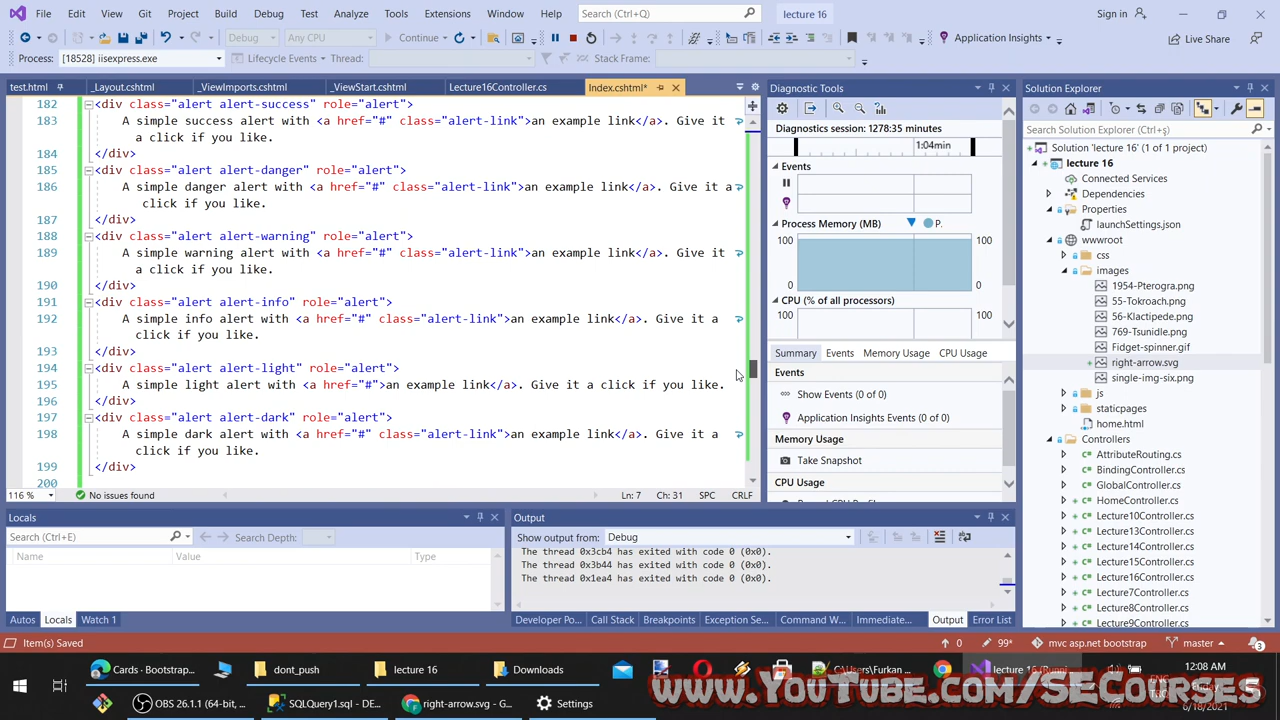 File Edit View Git Project Build Debug Test Analyze Tools Extensions Window Help Search (Ctrl+Q) lecture 16 Sign in
Debug Any CPU Continue Application Insights Live Share
Process: [18528] iisexpress.exe Lifecycle Events Thread: Stack Frame:
test.html _Layout.cshtml _ViewImports.cshtml _ViewStart.cshtml Lecture16Controller.cs Index.cshtml*
182 <div class="alert alert-success" role="alert">
183 A simple success alert with <a href="#" class="alert-link">an example link</a>. Give it
a click if you like.
184 </div>
185 <div class="alert alert-danger" role="alert">
186 A simple danger alert with <a href="#" class="alert-link">an example link</a>. Give it a
click if you like.
187 </div>
188 <div class="alert alert-warning" role="alert">
189 A simple warning alert with <a href="#" class="alert-link">an example link</a>. Give it
a click if you like.
190 </div>
191 <div class="alert alert-info" role="alert">
192 A simple info alert with <a href="#" class="alert-link">an example link</a>. Give it a
click if you like.
193 </div>
194 <div class="alert alert-light" role="alert">
195 A simple light alert with <a href="#">an example link</a>. Give it a click if you like.
196 </div>
197 <div class="alert alert-dark" role="alert">
198 A simple dark alert with <a href="#" class="alert-link">an example link</a>. Give it a
click if you like.
199 </div>
200
116 % No issues found Ln: 7 Ch: 31 SPC CRLF
Diagnostic Tools
Diagnostics session: 1278:35 minutes
1:04min
Events
Process Memory (MB) P.
100 100
0 0
CPU (% of all processors)
100 100
Summary Events Memory Usage CPU Usage
Events
Show Events (0 of 0)
Application Insights Events (0 of 0)
Memory Usage
Take Snapshot
CPU Usage
Solution Explorer
Search Solution Explorer (Ctrl+ş)
Solution 'lecture 16' (1 of 1 project)
lecture 16
Connected Services
Dependencies
Properties
launchSettings.json
wwwroot
css
images
1954-Pterogra.png
55-Tokroach.png
56-Klactipede.png
769-Tsunidle.png
Fidget-spinner.gif
right-arrow.svg
single-img-six.png
js
staticpages
home.html
Controllers
AttributeRouting.cs
BindingController.cs
GlobalController.cs
HomeController.cs
Lecture10Controller.cs
Lecture13Controller.cs
Lecture14Controller.cs
Lecture15Controller.cs
Lecture16Controller.cs
Lecture7Controller.cs
Lecture8Controller.cs
Lecture9Controller.cs
Locals
Search (Ctrl+E) Search Depth:
Name Value Type
Autos Locals Watch 1
Output
Show output from: Debug
The thread 0x3cb4 has exited with code 0 (0x0).
The thread 0x3b44 has exited with code 0 (0x0).
The thread 0x1ea4 has exited with code 0 (0x0).
Developer Po... Call Stack Breakpoints Exception Se... Command W... Immediate... Output Error List
Item(s) Saved 0 99* mvc asp.net bootstrap master 3
Cards · Bootstrap... dont_push lecture 16 Downloads C:\Users\Furkan ... lecture 16 (Runni... 12:08 AM
Friday
OBS 26.1.1 (64-bit, ... SQLQuery1.sql - D... right-arrow.svg - G... Settings 6/18/2021
ENG
www.YouTube.com/SECourses